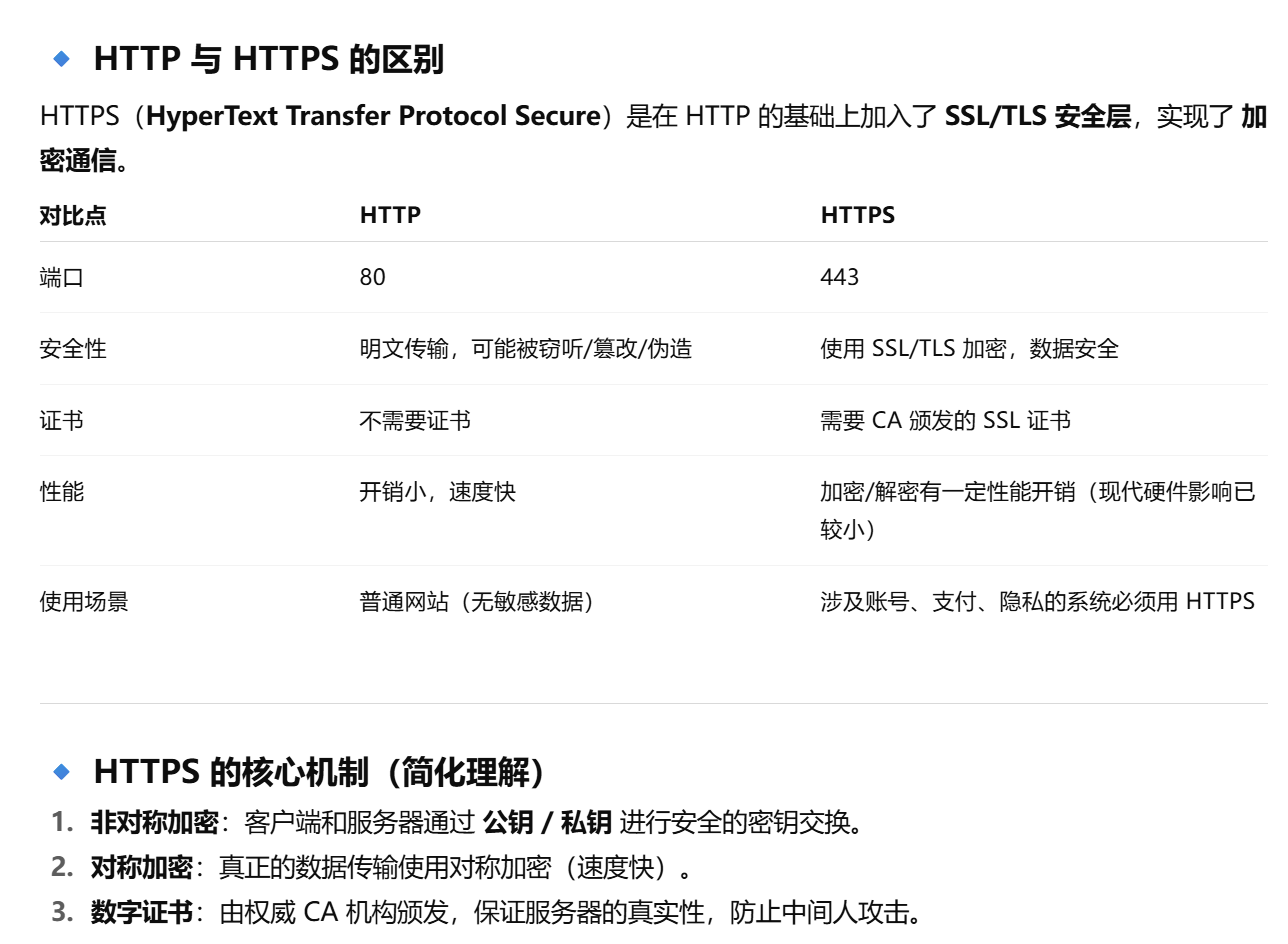 HTTP 与 HTTPS 的区别
HTTPS（HyperText Transfer Protocol Secure）是在 HTTP 的基础上加入了 SSL/TLS 安全层，实现了 加
密通信。
对比点 HTTP HTTPS
端口 80 443
安全性 明文传输，可能被窃听/篡改/伪造 使用 SSL/TLS 加密，数据安全
证书 不需要证书 需要 CA 颁发的 SSL 证书
性能 开销小，速度快 加密/解密有一定性能开销（现代硬件影响已
较小）
使用场景 普通网站（无敏感数据） 涉及账号、支付、隐私的系统必须用 HTTPS
HTTPS 的核心机制（简化理解）
1. 非对称加密：客户端和服务器通过 公钥 / 私钥 进行安全的密钥交换。
2. 对称加密：真正的数据传输使用对称加密（速度快）。
3. 数字证书：由权威 CA 机构颁发，保证服务器的真实性，防止中间人攻击。